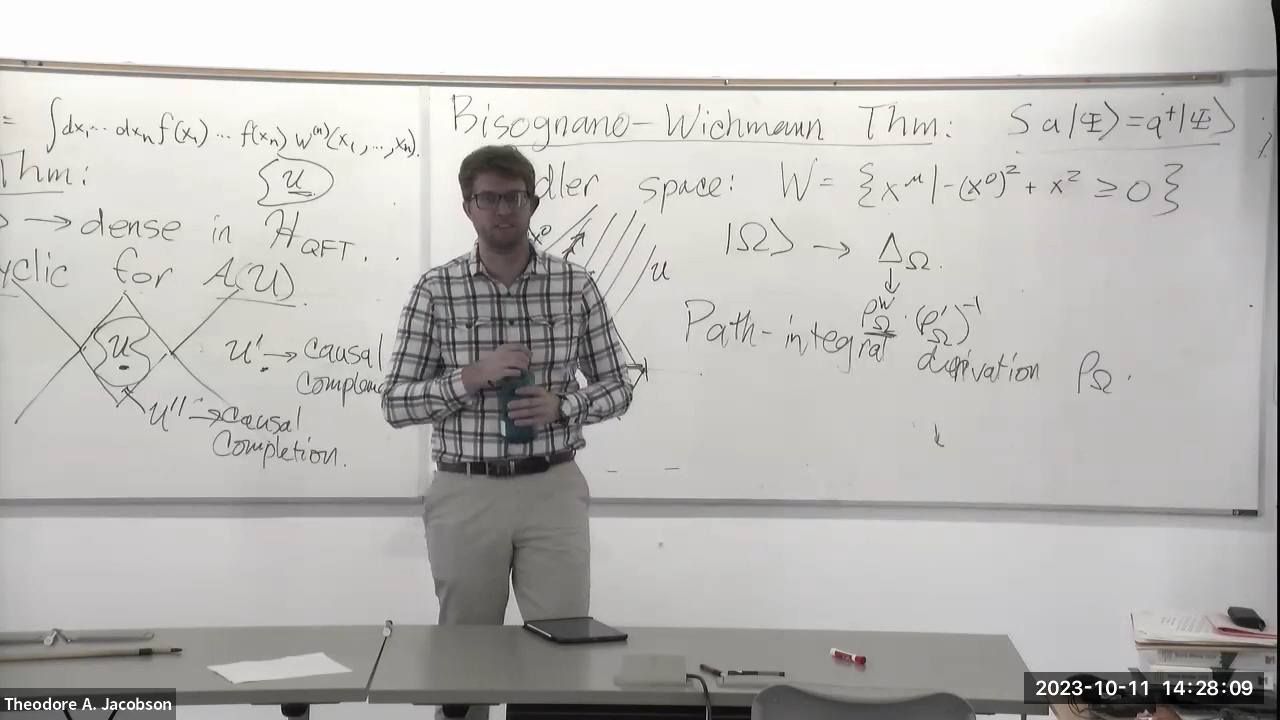 = ∫dx₁... dxₙ f(x₁) ... f(xₙ) W⁽ⁿ⁾(x₁,...,xₙ).
{U}
Thm:
→ dense in ℋ_QFT. . .
yclic for A(U).
U
U' → causal
U'' → causal
completion.
Bisognano-Wichmann Thm: S a|Ψ⟩ = a†|Ψ⟩
dler space: W = {x^μ | -(x⁰)² + x² ≥ 0}
x⁰
U
|Ω⟩ → Δ_Ω.
↓
ρ_Ω^W · (ρ'_Ω)⁻¹
Path-integral derivation ρ_Ω.
Theodore A. Jacobson
2023-10-11 14:28:09